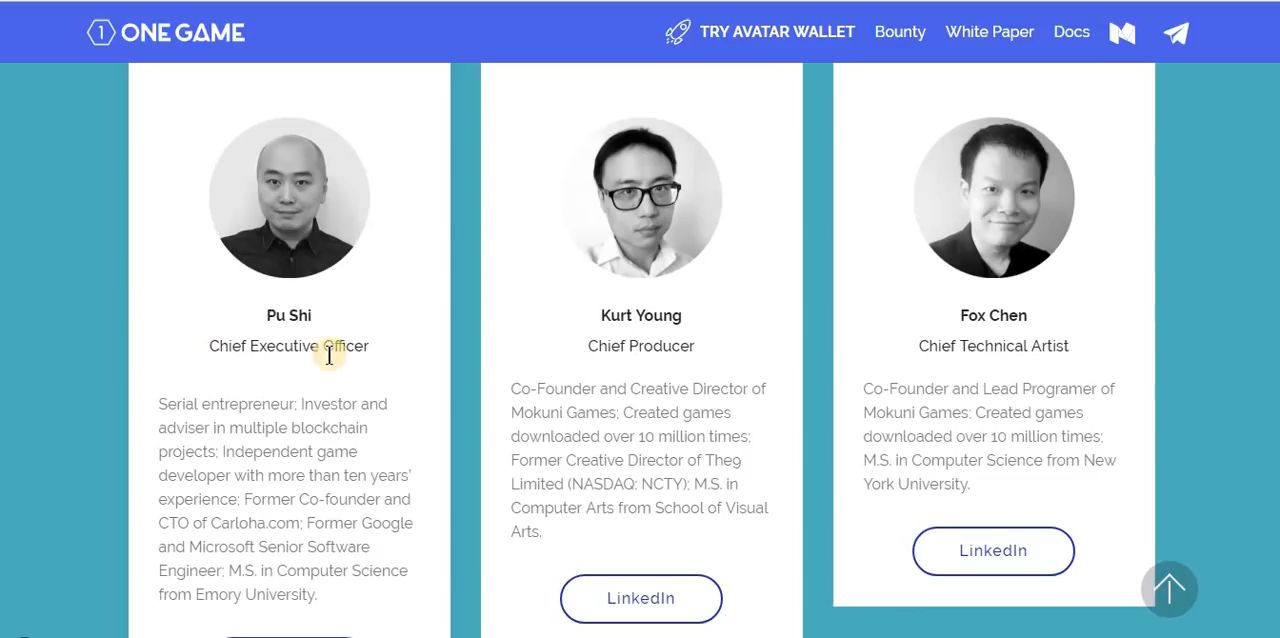 1 ONE GAME
TRY AVATAR WALLET Bounty White Paper Docs
Pu Shi
Chief Executive Officer
Serial entrepreneur; Investor and
adviser in multiple blockchain
projects; Independent game
developer with more than ten years'
experience; Former Co-founder and
CTO of Carloha.com; Former Google
and Microsoft Senior Software
Engineer; M.S. in Computer Science
from Emory University.
Kurt Young
Chief Producer
Co-Founder and Creative Director of
Mokuni Games; Created games
downloaded over 10 million times;
Former Creative Director of The9
Limited (NASDAQ: NCTY); M.S. in
Computer Arts from School of Visual
Arts.
LinkedIn
Fox Chen
Chief Technical Artist
Co-Founder and Lead Programer of
Mokuni Games; Created games
downloaded over 10 million times;
M.S. in Computer Science from New
York University.
LinkedIn